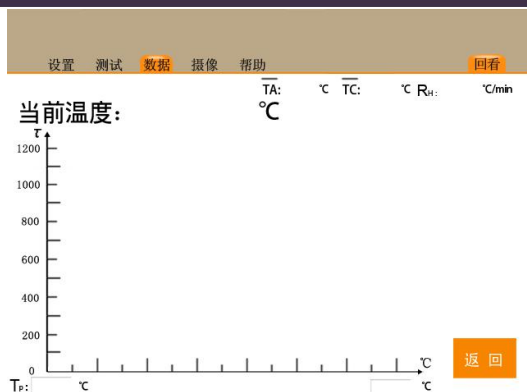 设置 测试 数据 摄像 帮助 回看
TA: ℃ TC: ℃ RH: ℃/min
当前温度: ℃
τ
1200
1000
800
600
400
200
0 ℃
返 回
TP: ℃ ℃